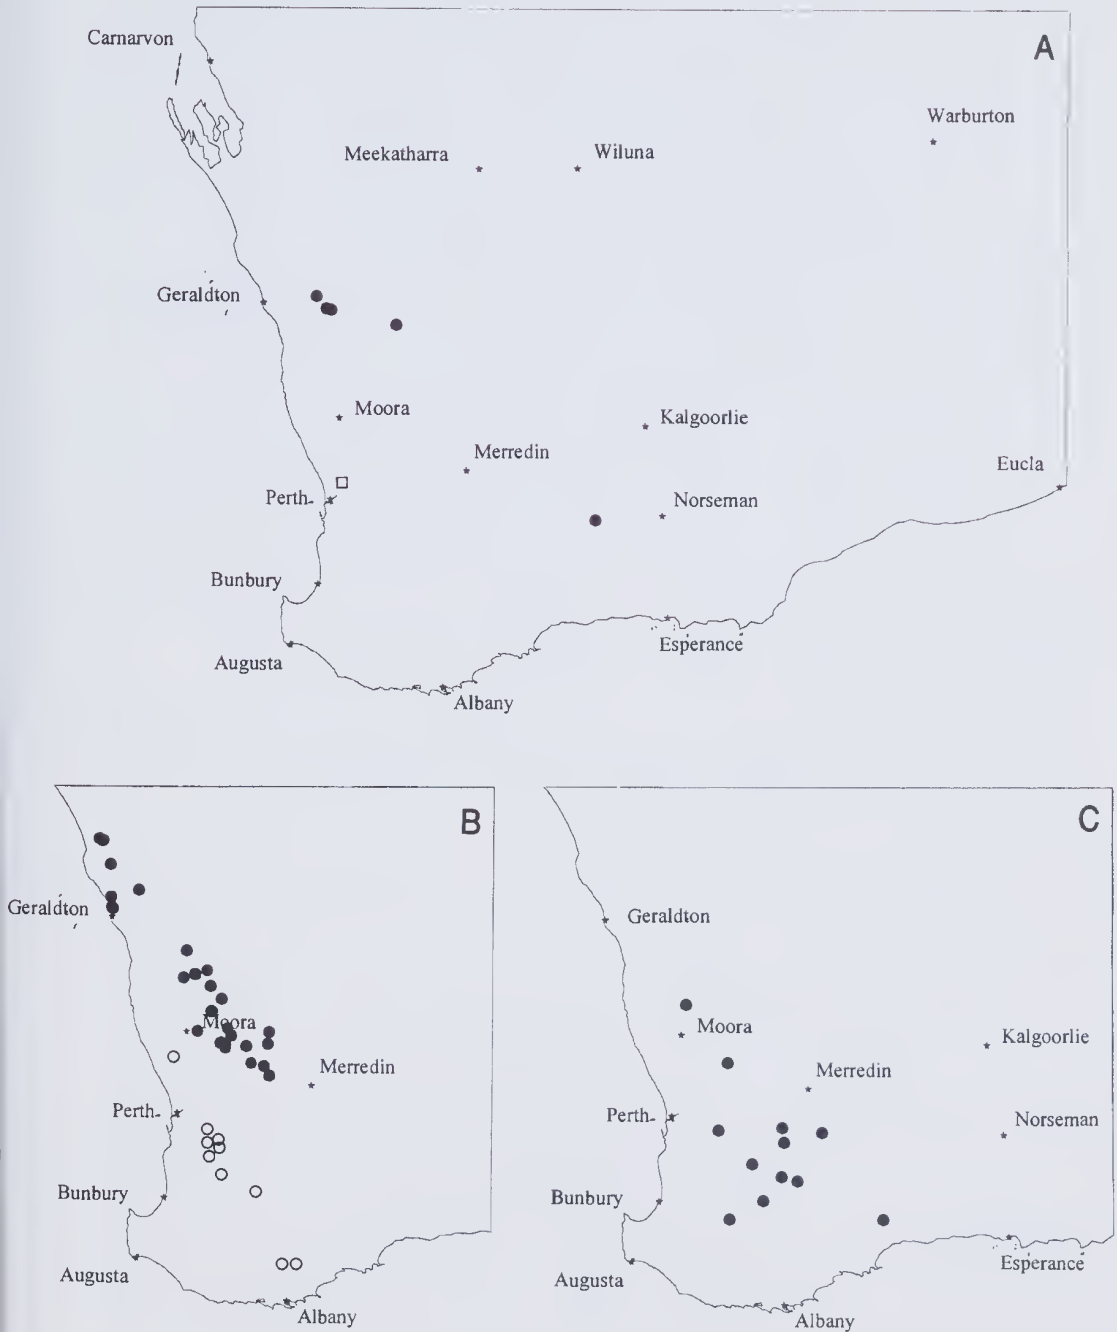 Carnarvon
A
Warburton
Meekatharra
Wiluna
Geraldton
Moora
Kalgoorlie
Merredin
Eucla
Perth
Norseman
Bunbury
Esperance
Augusta
Albany
B
Geraldton
Moora
Merredin
Perth
Bunbury
Augusta
Albany
C
Geraldton
Moora
Kalgoorlie
Merredin
Perth
Norseman
Bunbury
Esperance
Augusta
Albany